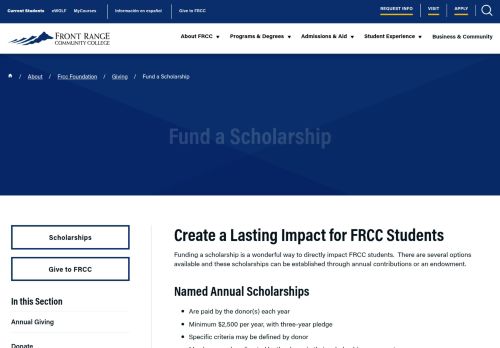 Current Students eWOLF MyCourses Información en español Give to FRCC REQUEST INFO VISIT APPLY
FRONT RANGE
COMMUNITY COLLEGE
About FRCC Programs & Degrees Admissions & Aid Student Experience Business & Community
/ About / Frcc Foundation / Giving / Fund a Scholarship
Fund a Scholarship
Scholarships
Give to FRCC
In this Section
Annual Giving
Donate
Create a Lasting Impact for FRCC Students
Funding a scholarship is a wonderful way to directly impact FRCC students. There are several options
available and these scholarships can be established through annual contributions or an endowment.
Named Annual Scholarships
Are paid by the donor(s) each year
Minimum $2,500 per year, with three-year pledge
Specific criteria may be defined by donor